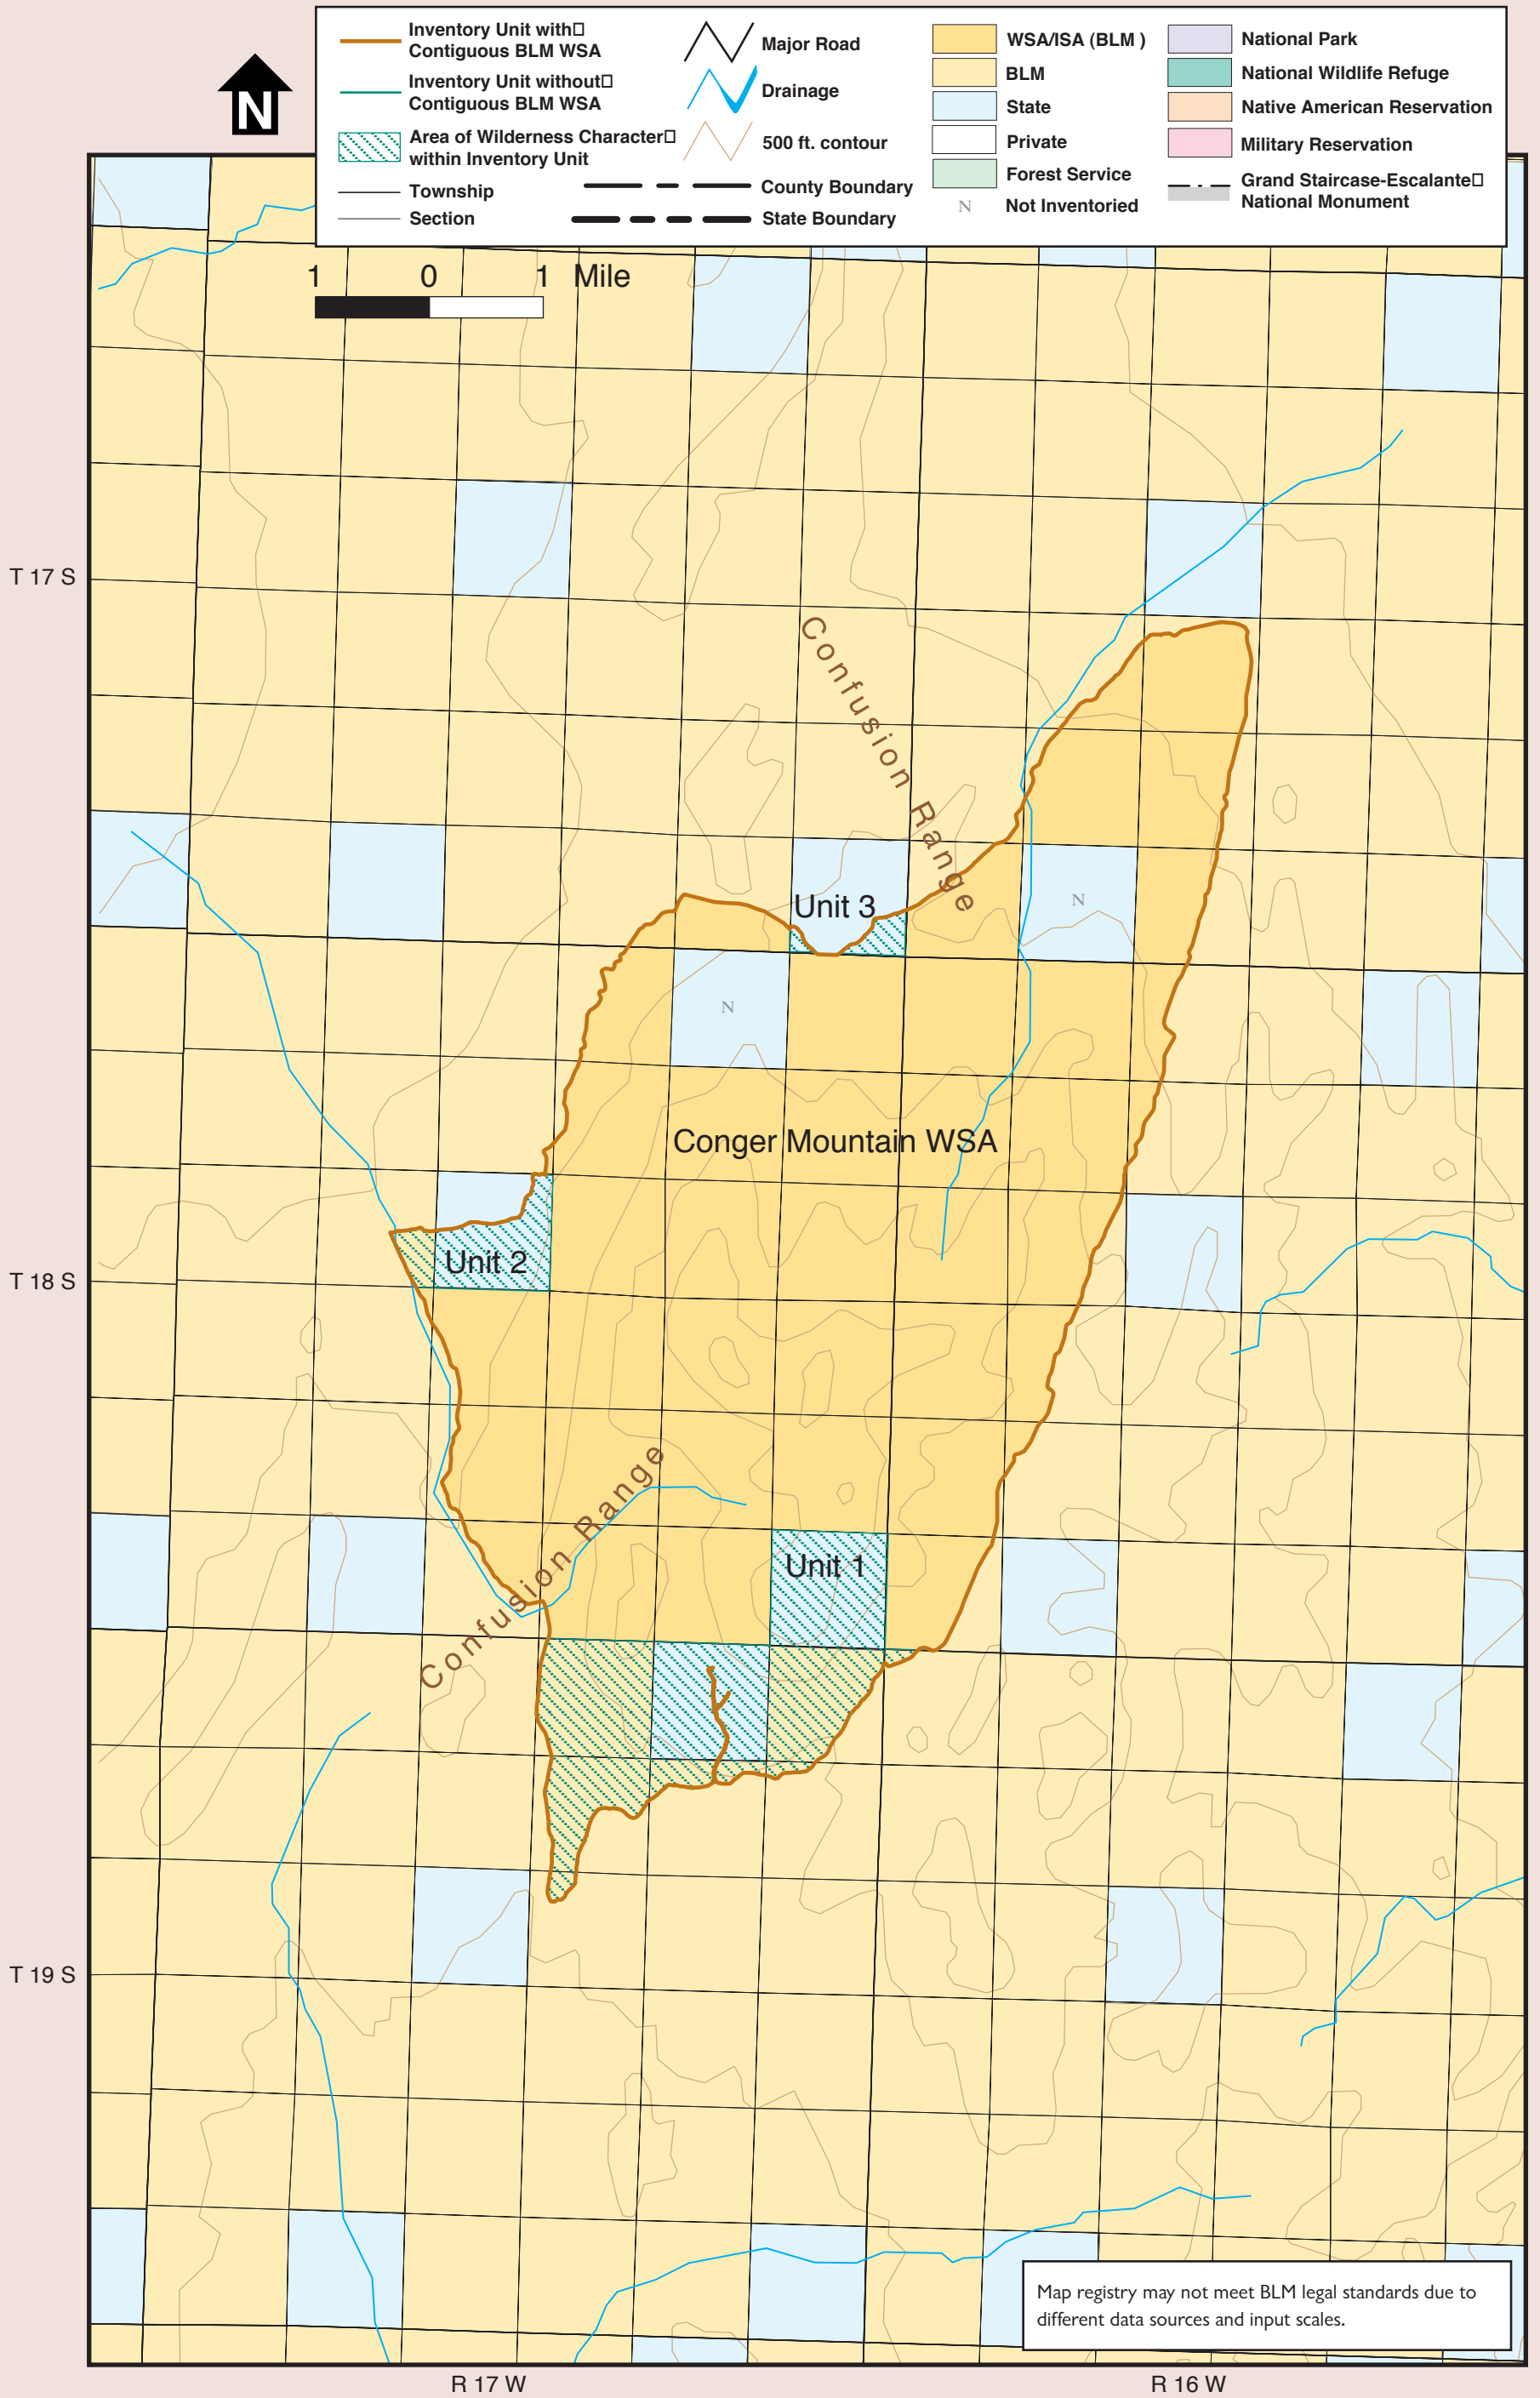 N
Inventory Unit with□
Contiguous BLM WSA
Inventory Unit without□
Contiguous BLM WSA
Area of Wilderness Character□
within Inventory Unit
Township
Section
Major Road
Drainage
500 ft. contour
County Boundary
State Boundary
WSA/ISA (BLM )
BLM
State
Private
Forest Service
N Not Inventoried
National Park
National Wildlife Refuge
Native American Reservation
Military Reservation
Grand Staircase-Escalante□
National Monument
1 0 1 Mile
T 17 S
Confusion Range
Unit 3
N
N
Conger Mountain WSA
Unit 2
T 18 S
Confusion Range
Unit 1
T 19 S
Map registry may not meet BLM legal standards due to
different data sources and input scales.
R 17 W
R 16 W